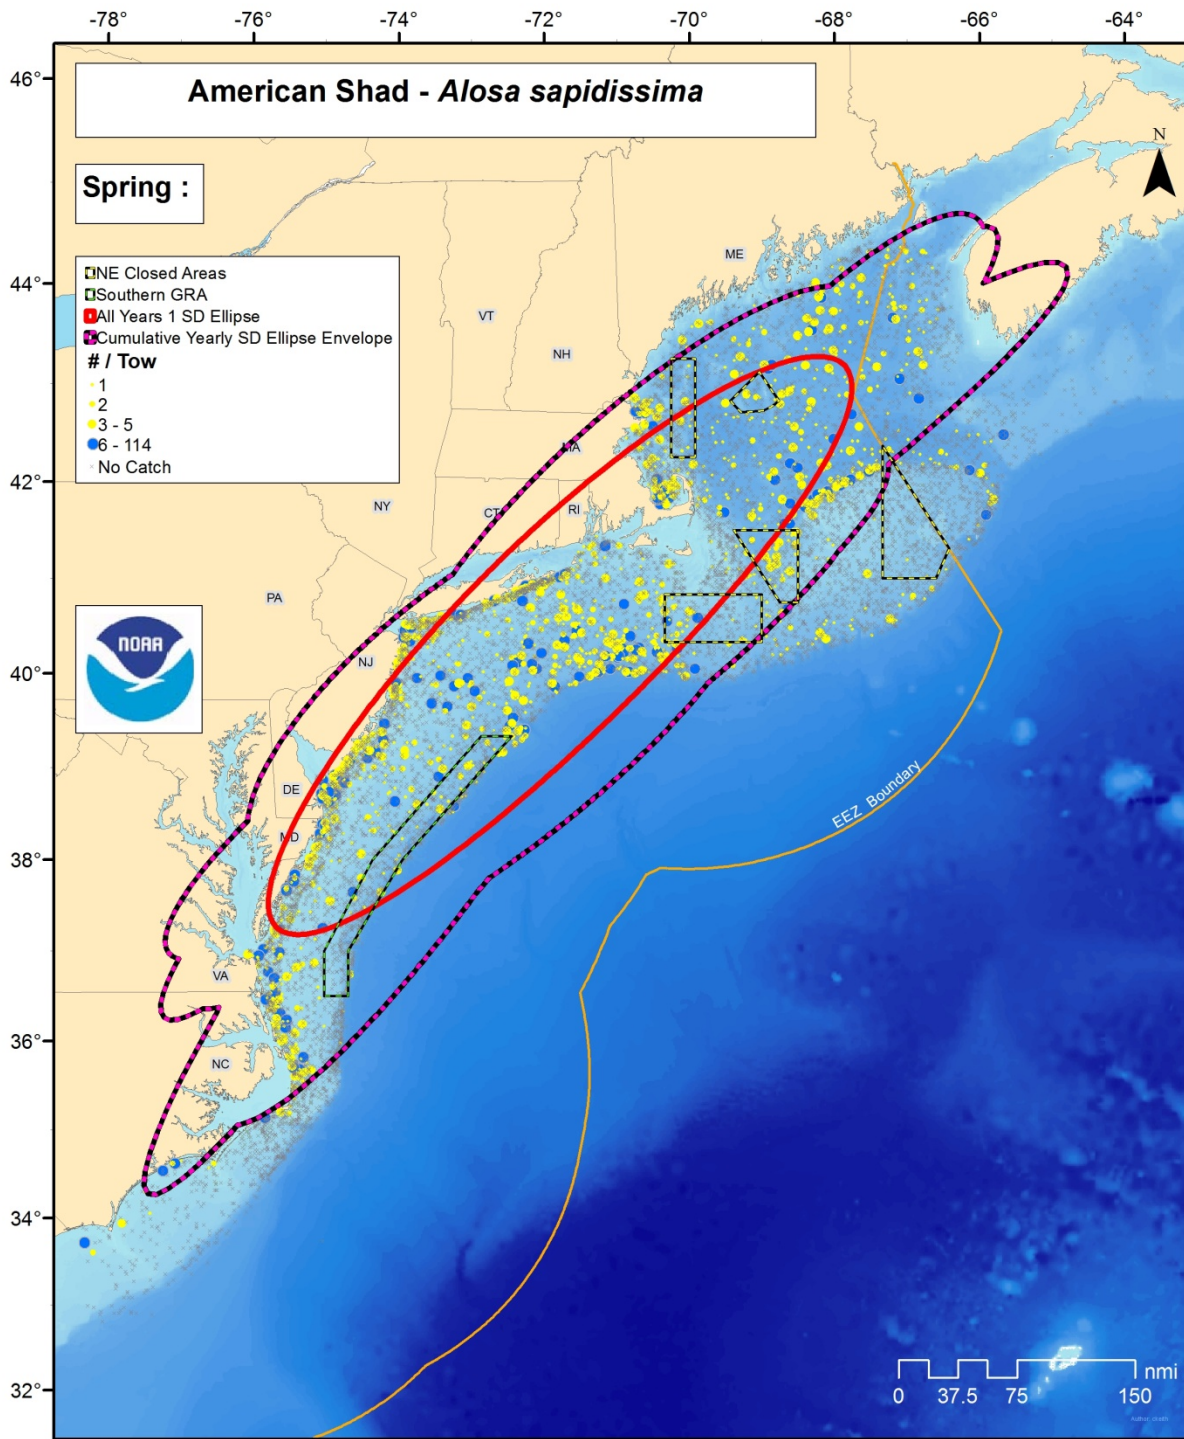 -78° -76° -74° -72° -70° -68° -66° -64°
46°
American Shad - Alosa sapidissima
N
Spring :
NE Closed Areas
Southern GRA
All Years 1 SD Ellipse
Cumulative Yearly SD Ellipse Envelope
# / Tow
1
2
3 - 5
6 - 114
No Catch
ME
44°
VT
NH
MA
42°
NY
CT
RI
PA
NOAA
NJ
40°
DE
EEZ Boundary
MD
38°
VA
36°
NC
34°
32°
nmi
0 37.5 75 150